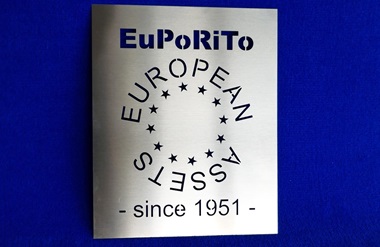 EuPoRiTo
EUROPEAN ASSETS
- since 1951 -